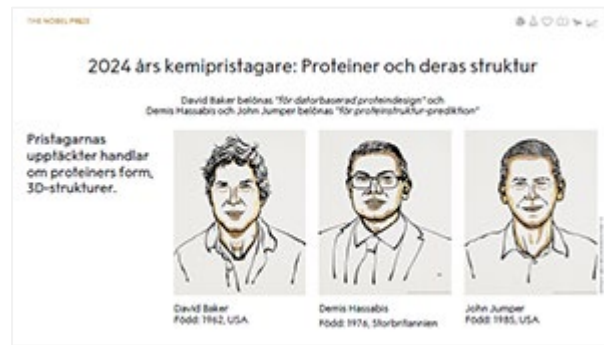 THE NOBEL PRIZE
2024 års kemipristagare: Proteiner och deras struktur
David Baker belönas "för datorbaserad proteindesign" och
Demis Hassabis och John Jumper belönas "för proteinstruktur-prediktion"
Pristagarnas
upptäckter handlar
om proteiners form,
3D-strukturer.
David Baker
Född: 1962, USA
Demis Hassabis
Född: 1976, Storbritannien
John Jumper
Född: 1985, USA